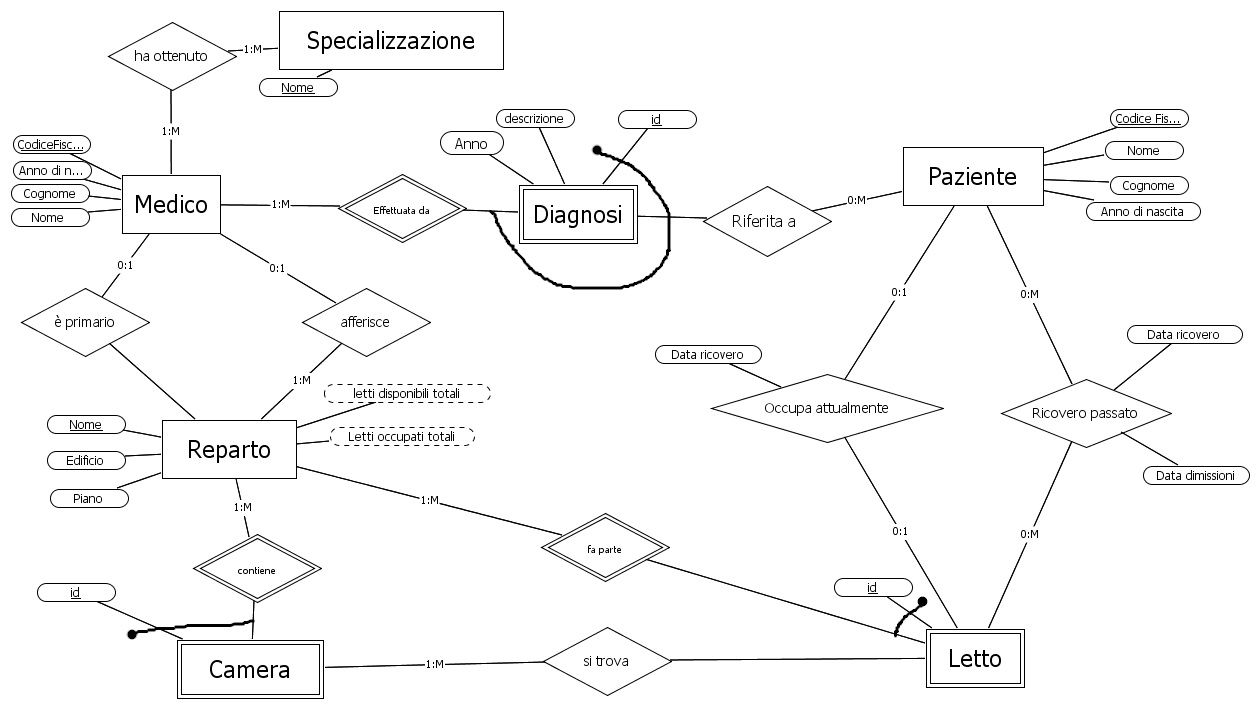 Specializzazione
ha ottenuto
1:M
Nome
1:M
CodiceFisc...
Anno di n...
Cognome
Nome
Medico
1:M
Effettuata da
Anno
descrizione
id
Diagnosi
Riferita a
0:M
Paziente
Codice Fis...
Nome
Cognome
Anno di nascita
0:1
0:1
è primario
afferisce
1:M
0:1
0:M
Data ricovero
Occupa attualmente
Data ricovero
Ricovero passato
Data dimissioni
letti disponibili totali
Letti occupati totali
Nome
Edificio
Piano
Reparto
1:M
1:M
contiene
fa parte
0:1
0:M
id
Camera
1:M
si trova
id
Letto